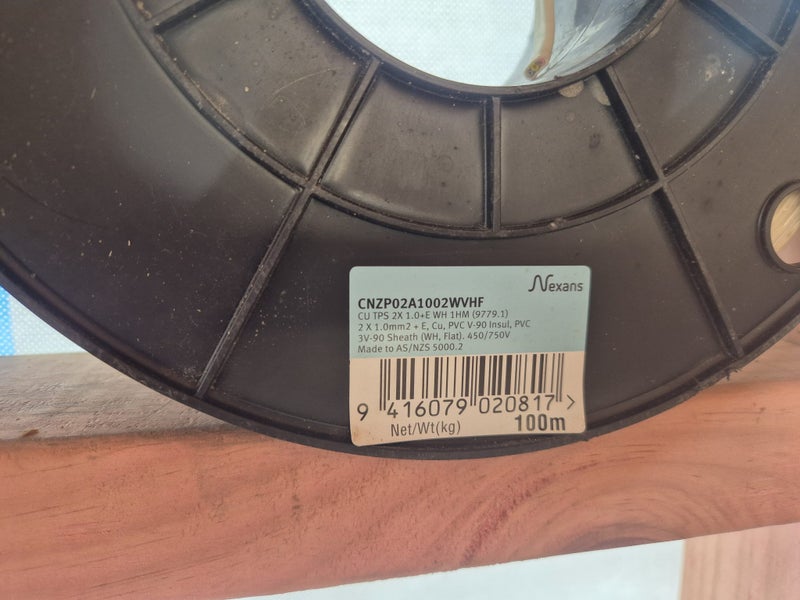 Nexans
CNZP02A1002WVHF
CU TPS 2X 1.0+E WH 1HM (9779.1)
2 X 1.0mm2 + E, Cu, PVC V-90 Insul, PVC
3V-90 Sheath (WH, Flat). 450/750V
Made to AS/NZS 5000.2
9 416079 020817 >
Net/Wt(kg) 100m